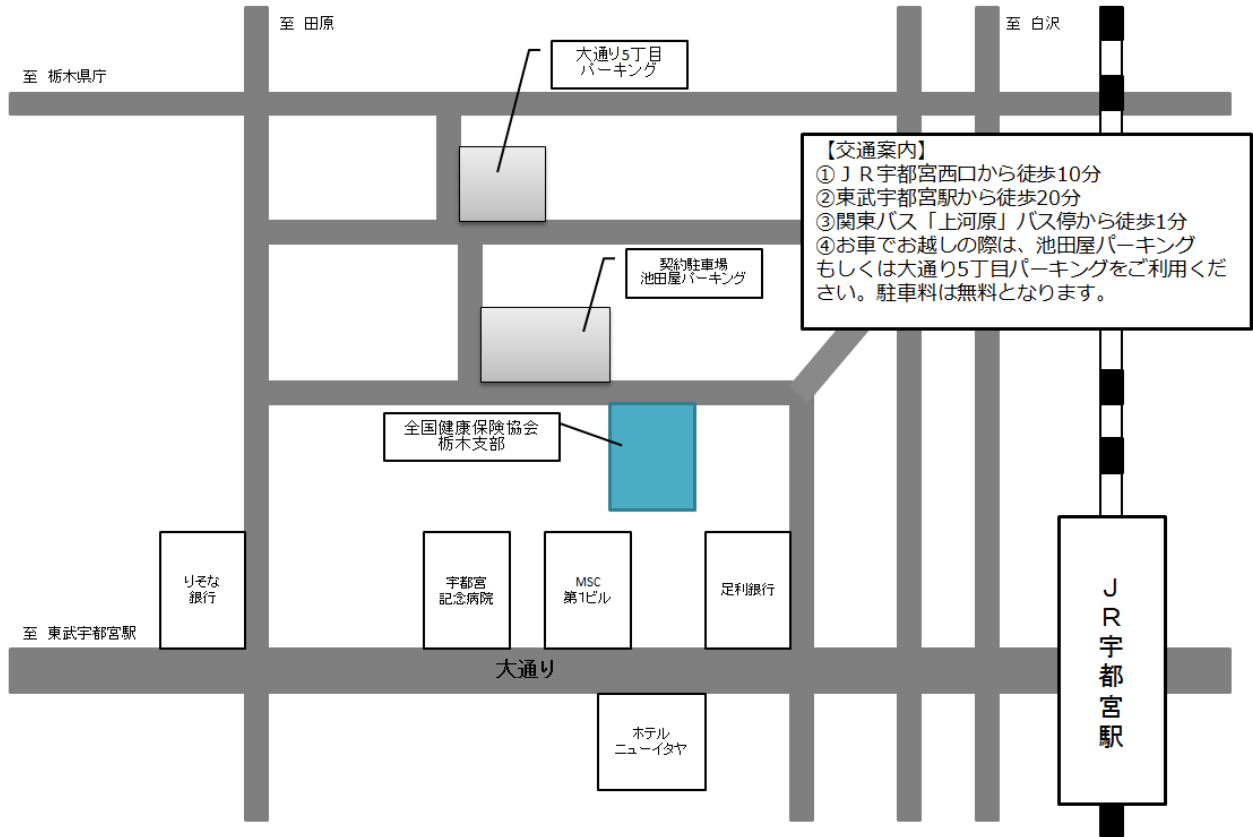 至 田原
至 白沢
大通り5丁目
パーキング
至 栃木県庁
【交通案内】
①ＪＲ宇都宮西口から徒歩10分
②東武宇都宮駅から徒歩20分
③関東バス「上河原」バス停から徒歩1分
④お車でお越しの際は、池田屋パーキング
もしくは大通り5丁目パーキングをご利用くだ
さい。駐車料は無料となります。
契約駐車場
池田屋パーキング
全国健康保険協会
栃木支部
りそな
銀行
宇都宮
記念病院
MSC
第1ビル
足利銀行
ＪＲ宇都宮駅
至 東武宇都宮駅
大通り
ホテル
ニューイタヤ